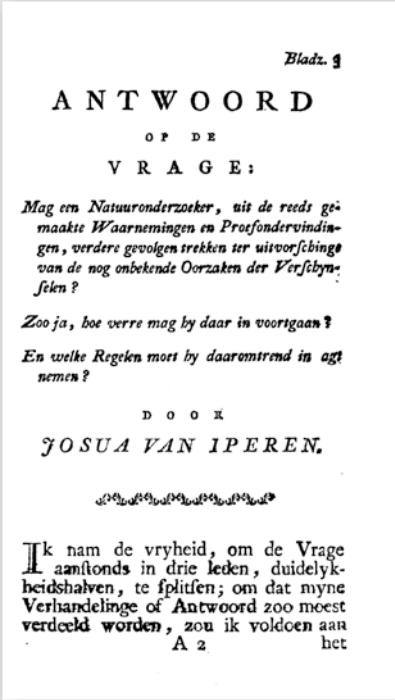 Bladz. 3
ANTWOORD
OP DE
VRAGE:
Mag een Natuuronderzoeker, uit de reeds ge-
maakte Waarnemingen en Proefondervindin-
gen, verdere gevolgen trekken ter uitvorſching
van de nog onbekende Oorzaken der Verſchyn-
ſelen?
Zoo ja, hoe verre mag hy daar in voortgaan?
En welke Regelen moet hy daaromtrend in agt
nemen?
DOOR
JOSUA VAN IPEREN.
Ik nam de vryheid, om de Vrage
aanſtonds in drie leden, duidelyk-
heidshalven, te ſplitſen; om dat myne
Verhandelinge of Antwoord zoo moest
verdeeld worden, zou ik voldoen aan
A 2 het